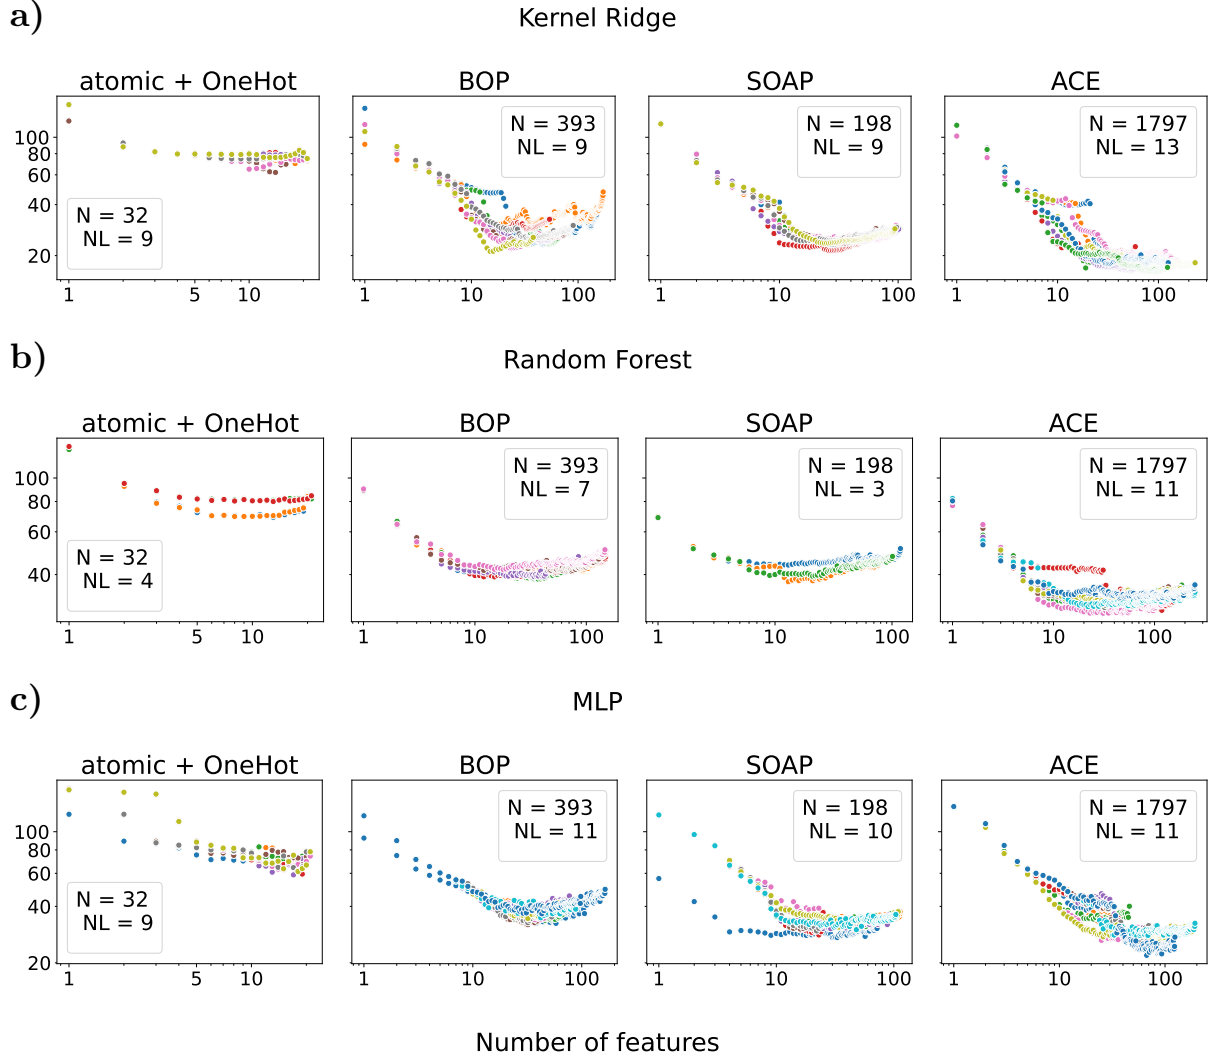 a)
Kernel Ridge
atomic + OneHot
BOP
SOAP
ACE
N = 32
NL = 9
N = 393
NL = 9
N = 198
NL = 9
N = 1797
NL = 13
100
80
60
40
20
1
5
10
1
10
100
1
10
100
1
10
100
b)
Random Forest
atomic + OneHot
BOP
SOAP
ACE
N = 32
NL = 4
N = 393
NL = 7
N = 198
NL = 3
N = 1797
NL = 11
100
80
60
40
1
5
10
1
10
100
1
10
100
1
10
100
c)
MLP
atomic + OneHot
BOP
SOAP
ACE
N = 32
NL = 9
N = 393
NL = 11
N = 198
NL = 10
N = 1797
NL = 11
100
80
60
40
20
1
5
10
1
10
100
1
10
100
1
10
100
Number of features